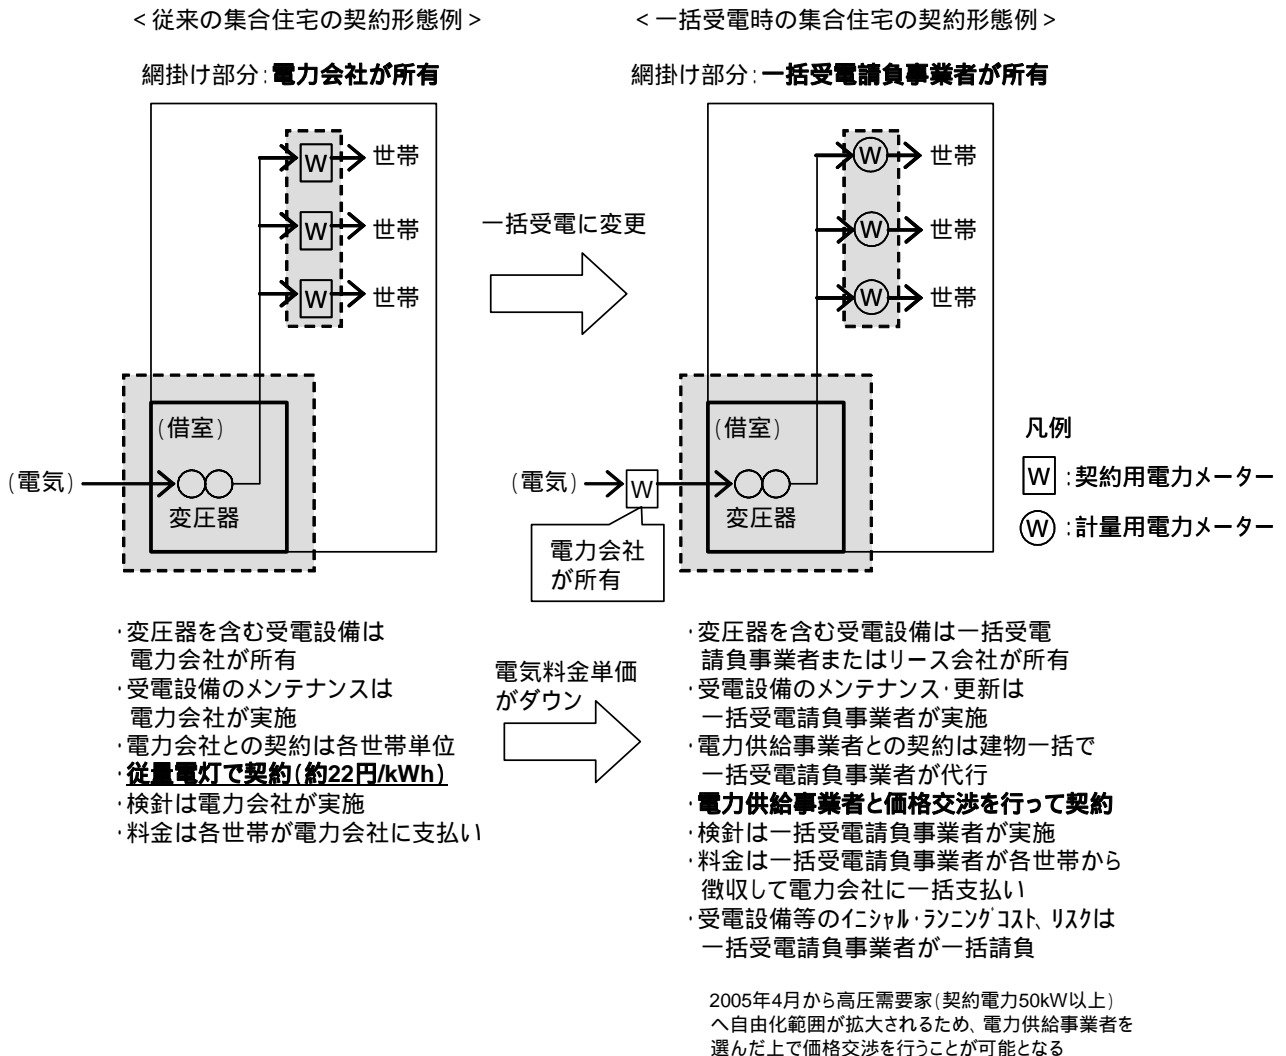 ＜従来の集合住宅の契約形態例＞
網掛け部分：電力会社が所有
W 世帯
W 世帯
W 世帯
（借室）
（電気）
変圧器
・変圧器を含む受電設備は
電力会社が所有
・受電設備のメンテナンスは
電力会社が実施
・電力会社との契約は各世帯単位
・従量電灯で契約（約22円/kWh）
・検針は電力会社が実施
・料金は各世帯が電力会社に支払い
一括受電に変更
電気料金単価
がダウン
＜一括受電時の集合住宅の契約形態例＞
網掛け部分：一括受電請負事業者が所有
W 世帯
W 世帯
W 世帯
（借室）
（電気）
W
変圧器
電力会社
が所有
凡例
W ：契約用電力メーター
W ：計量用電力メーター
・変圧器を含む受電設備は一括受電
請負事業者またはリース会社が所有
・受電設備のメンテナンス・更新は
一括受電請負事業者が実施
・電力供給事業者との契約は建物一括で
一括受電請負事業者が代行
・電力供給事業者と価格交渉を行って契約
・検針は一括受電請負事業者が実施
・料金は一括受電請負事業者が各世帯から
徴収して電力会社に一括支払い
・受電設備等のｲﾆｼｬﾙ・ﾗﾝﾆﾝｸﾞｺｽﾄ、ﾘｽｸは
一括受電請負事業者が一括請負
2005年4月から高圧需要家（契約電力50kW以上）
へ自由化範囲が拡大されるため、電力供給事業者を
選んだ上で価格交渉を行うことが可能となる